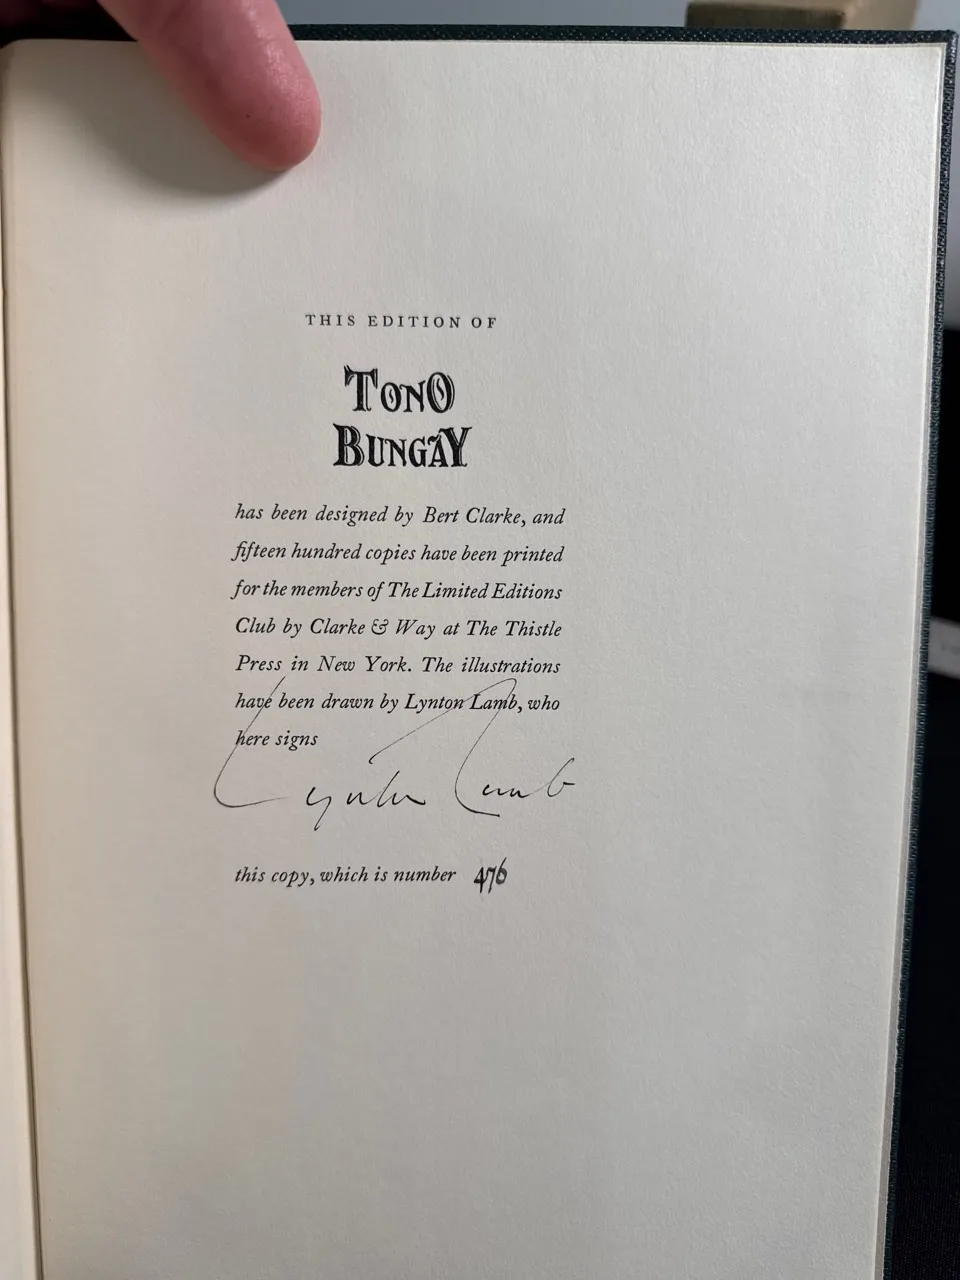 THIS EDITION OF
TONO
BUNGAY
has been designed by Bert Clarke, and
fifteen hundred copies have been printed
for the members of The Limited Editions
Club by Clarke & Way at The Thistle
Press in New York. The illustrations
have been drawn by Lynton Lamb, who
here signs
Lynton Lamb
this copy, which is number 476